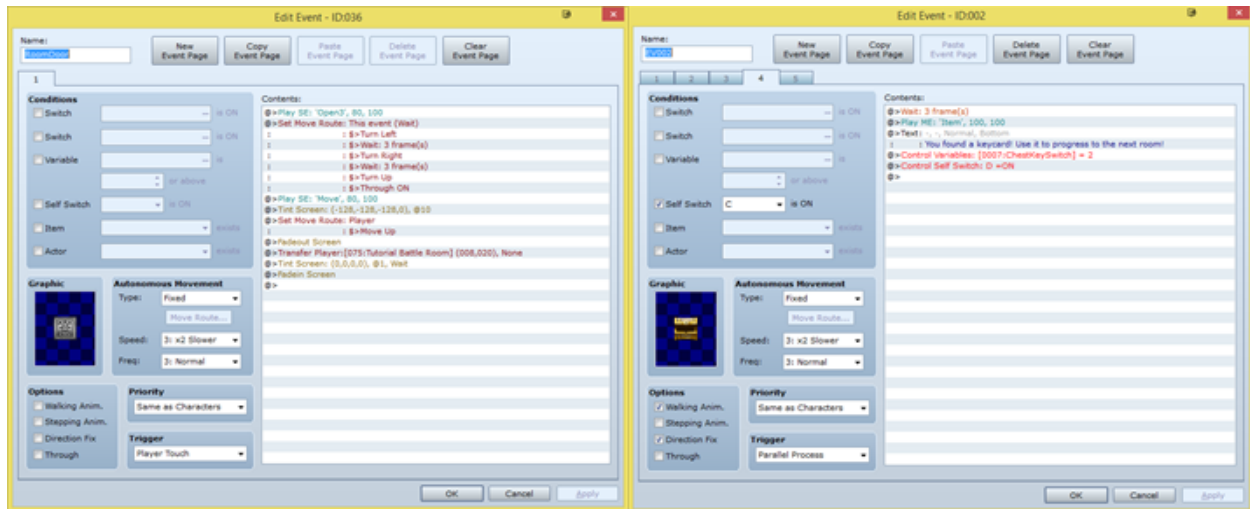 Edit Event - ID:036
Name:
RoomDoor
New Event Page
Copy Event Page
Paste Event Page
Delete Event Page
Clear Event Page
1
Conditions
Switch -- is ON
Switch -- is ON
Variable -- is
or above
Self Switch is ON
Item exists
Actor exists
Graphic
Autonomous Movement
Type: Fixed
Move Route...
Speed: 3: x2 Slower
Freq: 3: Normal
Options
Walking Anim.
Stepping Anim.
Direction Fix
Through
Priority
Same as Characters
Trigger
Player Touch
Contents:
@>Play SE: 'Open3', 80, 100
@>Set Move Route: This event (Wait)
: : $>Turn Left
: : $>Wait: 3 frame(s)
: : $>Turn Right
: : $>Wait: 3 frame(s)
: : $>Turn Up
: : $>Through ON
@>Play SE: 'Move', 80, 100
@>Tint Screen: (-128,-128,-128,0), @10
@>Set Move Route: Player
: : $>Move Up
@>Fadeout Screen
@>Transfer Player:[075:Tutorial Battle Room] (008,020), None
@>Tint Screen: (0,0,0,0), @1, Wait
@>Fadein Screen
@>
OK Cancel Apply
Edit Event - ID:002
Name:
EV002
New Event Page
Copy Event Page
Paste Event Page
Delete Event Page
Clear Event Page
1 2 3 4 5
Conditions
Switch -- is ON
Switch -- is ON
Variable -- is
or above
Self Switch C is ON
Item exists
Actor exists
Graphic
Autonomous Movement
Type: Fixed
Move Route...
Speed: 3: x2 Slower
Freq: 3: Normal
Options
Walking Anim.
Stepping Anim.
Direction Fix
Through
Priority
Same as Characters
Trigger
Parallel Process
Contents:
@>Wait: 3 frame(s)
@>Play ME: 'Item', 100, 100
@>Text: -, -, Normal, Bottom
: : You found a keycard! Use it to progress to the next room!
@>Control Variables: [0007:ChestKeySwitch] += 2
@>Control Self Switch: D =ON
@>
OK Cancel Apply